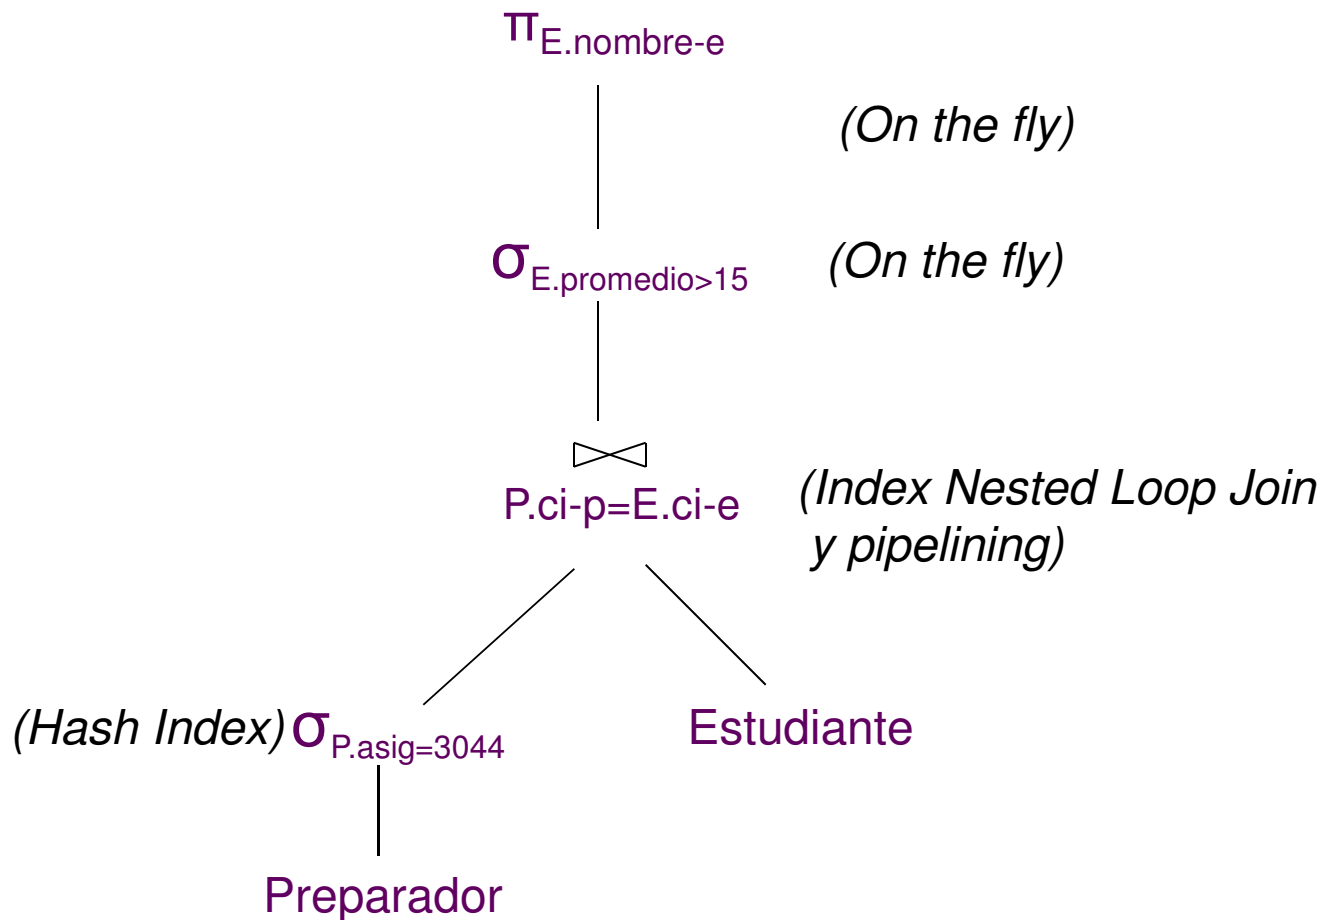 πE.nombre-e
(On the fly)
σE.promedio>15
(On the fly)
P.ci-p=E.ci-e
(Index Nested Loop Join
y pipelining)
(Hash Index)
σP.asig=3044
Estudiante
Preparador